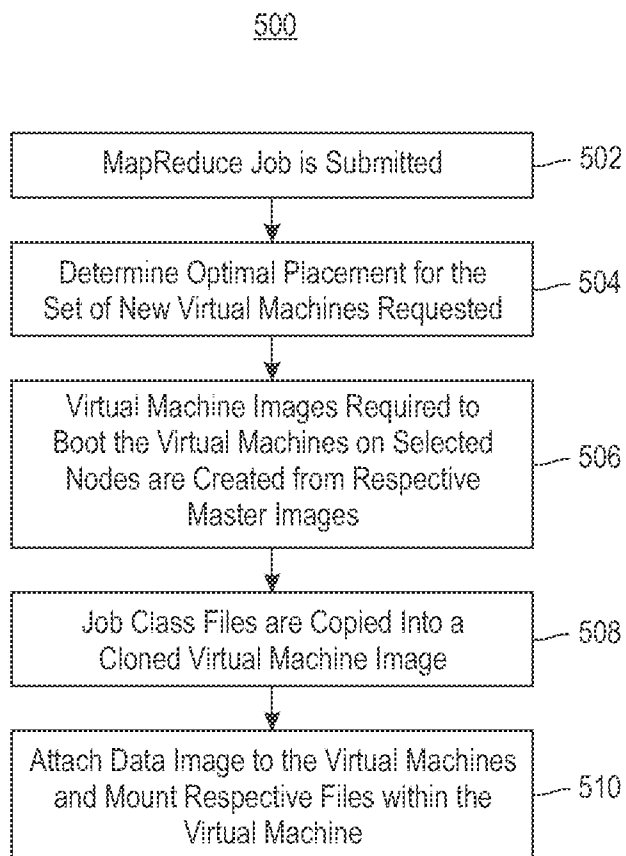 500
MapReduce Job is Submitted
502
Determine Optimal Placement for the
Set of New Virtual Machines Requested
504
Virtual Machine Images Required to
Boot the Virtual Machines on Selected
Nodes are Created from Respective
Master Images
506
Job Class Files are Copied Into a
Cloned Virtual Machine Image
508
Attach Data Image to the Virtual Machines
and Mount Respective Files within the
Virtual Machine
510